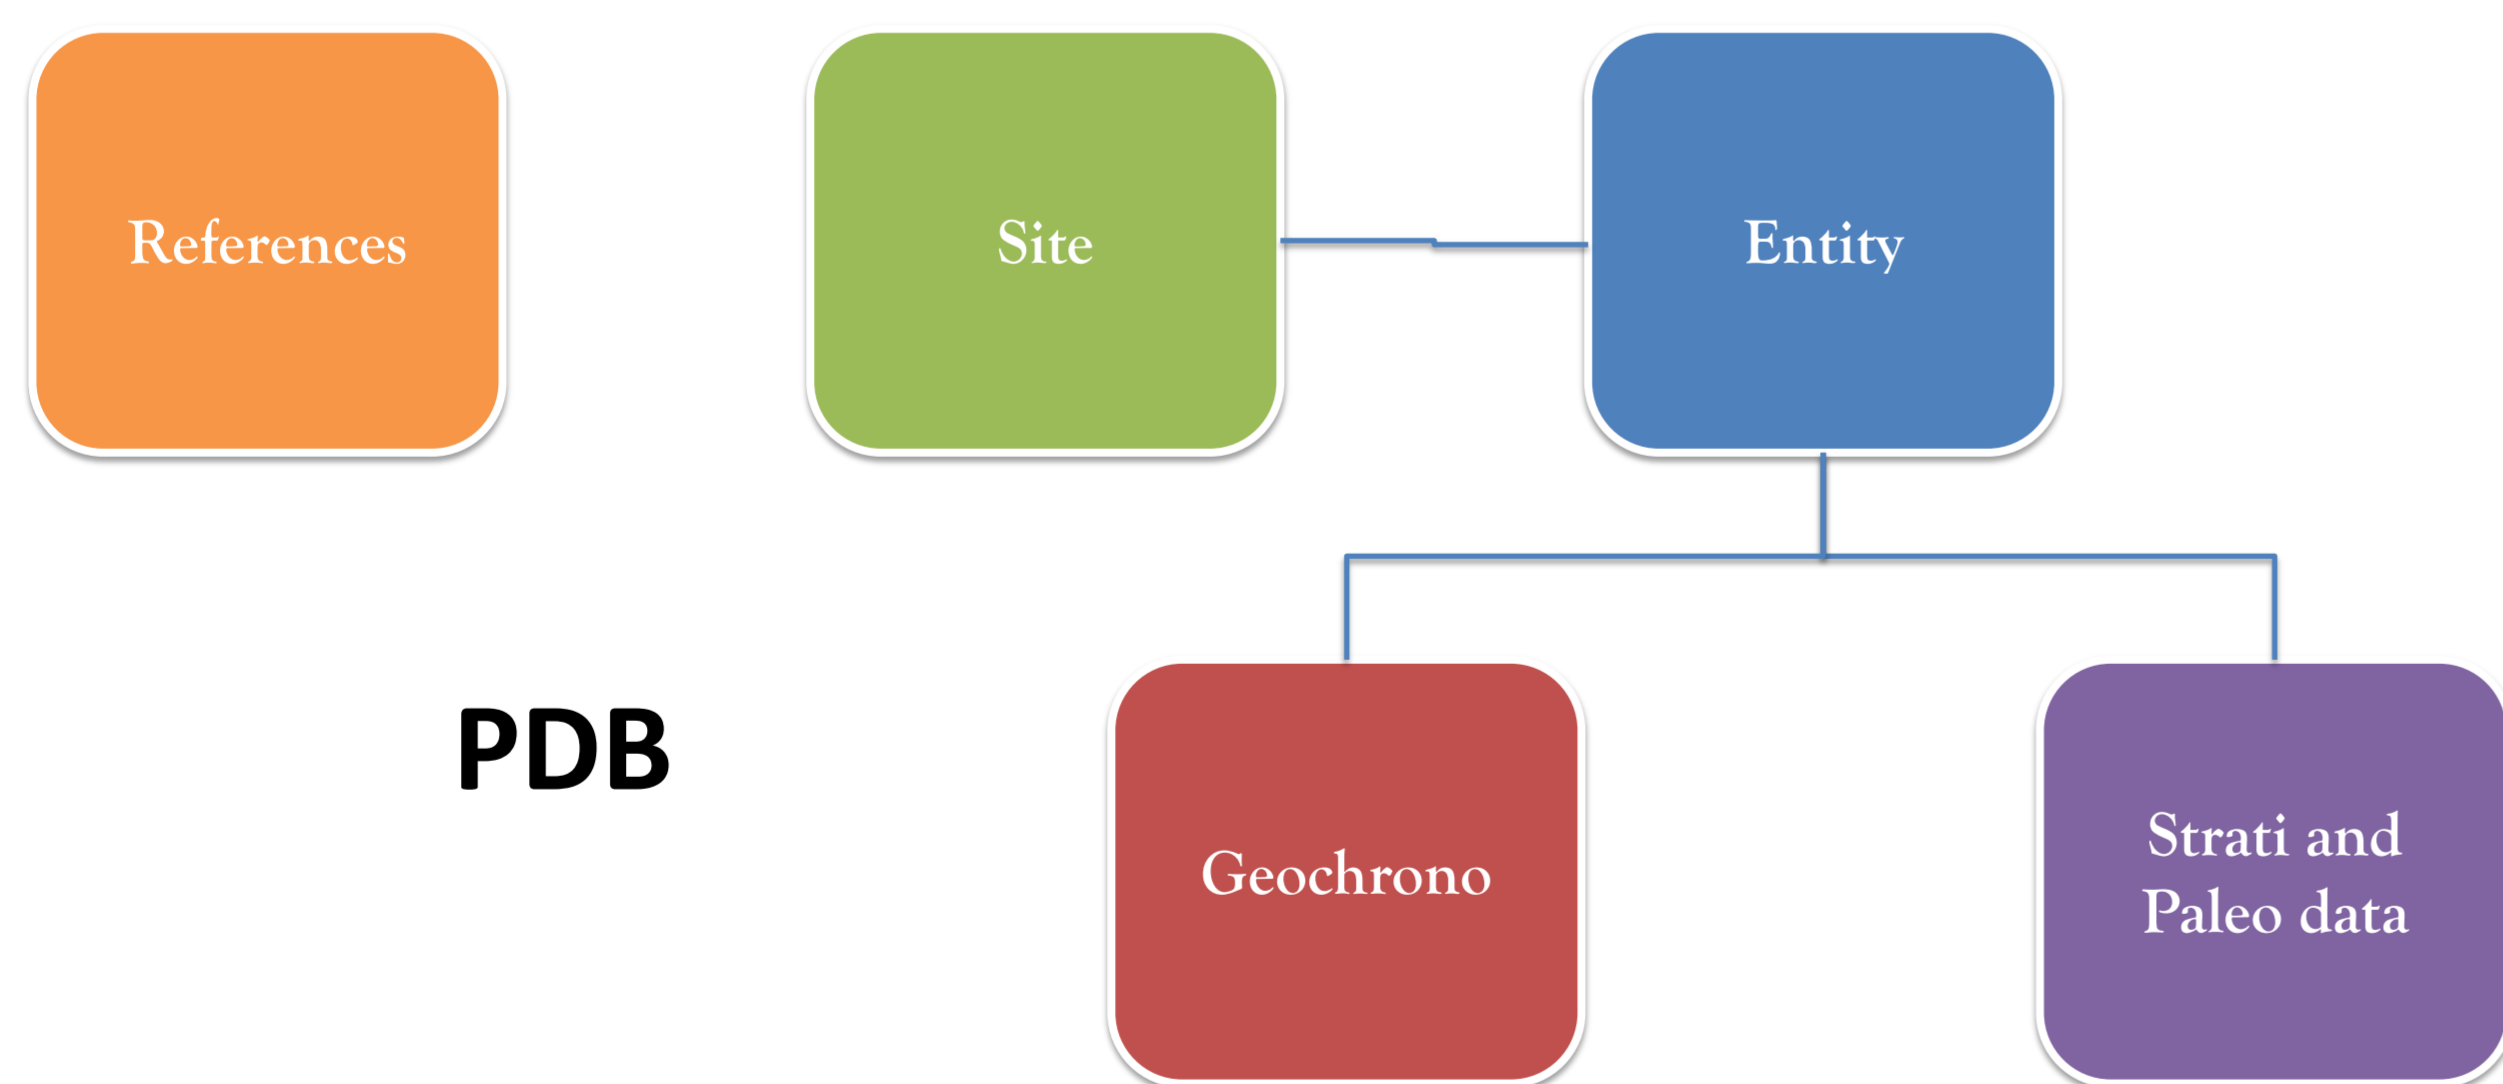 References
Site
Entity
PDB
Geochrono
Strati and
Paleo data